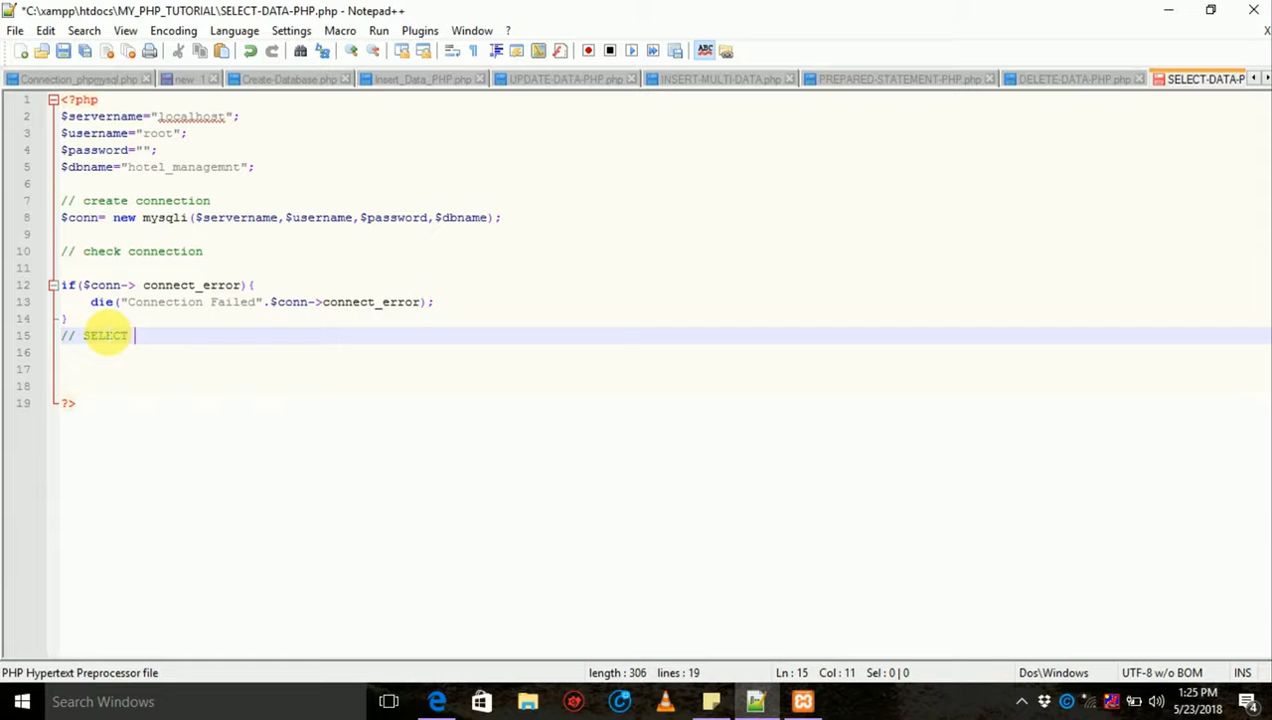 *C:\xampp\htdocs\MY_PHP_TUTORIAL\SELECT-DATA-PHP.php - Notepad++
File Edit Search View Encoding Language Settings Macro Run Plugins Window ?
X
Connection_phpmysql.php new 1 Create-Database.php Insert_Data_PHP.php UPDATE-DATA-PHP.php INSERT-MULTI-DATA.php PREPARED-STATEMENT-PHP.php DELETE-DATA-PHP.php SELECT-DATA-P
1 <?php
2 $servername="localhost";
3 $username="root";
4 $password="";
5 $dbname="hotel_managemnt";
6
7 // create connection
8 $conn= new mysqli($servername,$username,$password,$dbname);
9
10 // check connection
11
12 if($conn-> connect_error){
13 die("Connection Failed".$conn->connect_error);
14 }
15 // SELECT
16
17
18
19 ?>
PHP Hypertext Preprocessor file length : 306 lines : 19 Ln : 15 Col : 11 Sel : 0 | 0 Dos\Windows UTF-8 w/o BOM INS
Search Windows
1:25 PM
5/23/2018
4